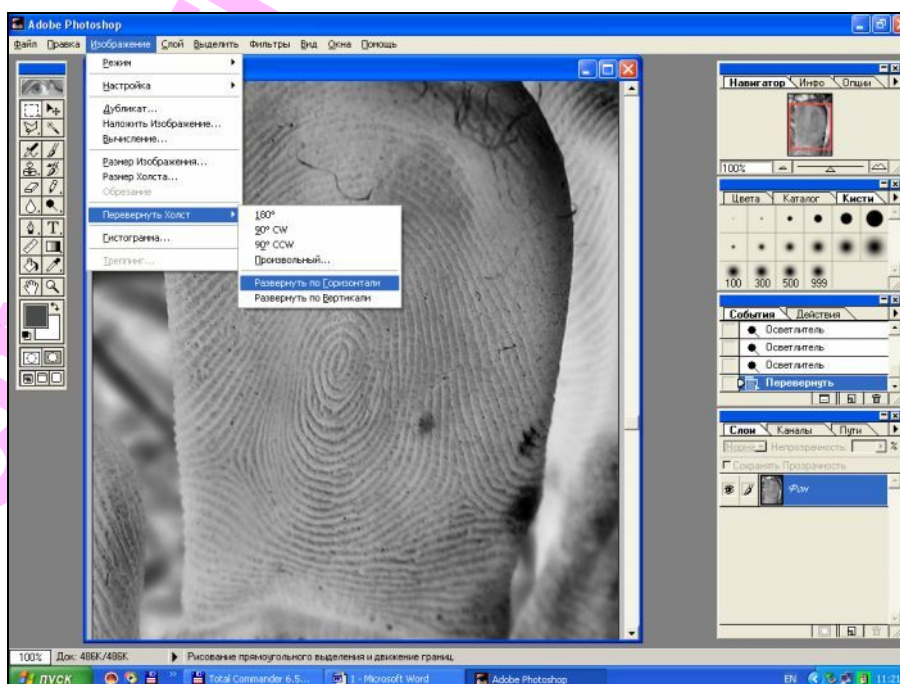 Adobe Photoshop
Файл Правка Изображение Слой Выделить Фильтры Вид Окна Помощь
Режим
Настройка
Дубликат...
Наложить Изображение...
Вычисление...
Размер Изображения...
Размер Холста...
Обрезание
Перевернуть Холст
Гистограмма...
Треппинг...
180°
90° CW
90° CCW
Произвольный...
Развернуть по Горизонтали
Развернуть по Вертикали
Навигатор Инфо Опции
100%
Цвета Каталог Кисти
100 300 500 999
События Действия
Осветлитель
Осветлитель
Осветлитель
Перевернуть
Слои Каналы Пути
Непрозрачность: %
Сохранять Прозрачность
Фон
100% Док: 486K/486K Рисование прямоугольного выделения и движение границ.
пуск Total Commander 6.5... 1 - Microsoft Word Adobe Photoshop EN 11:21